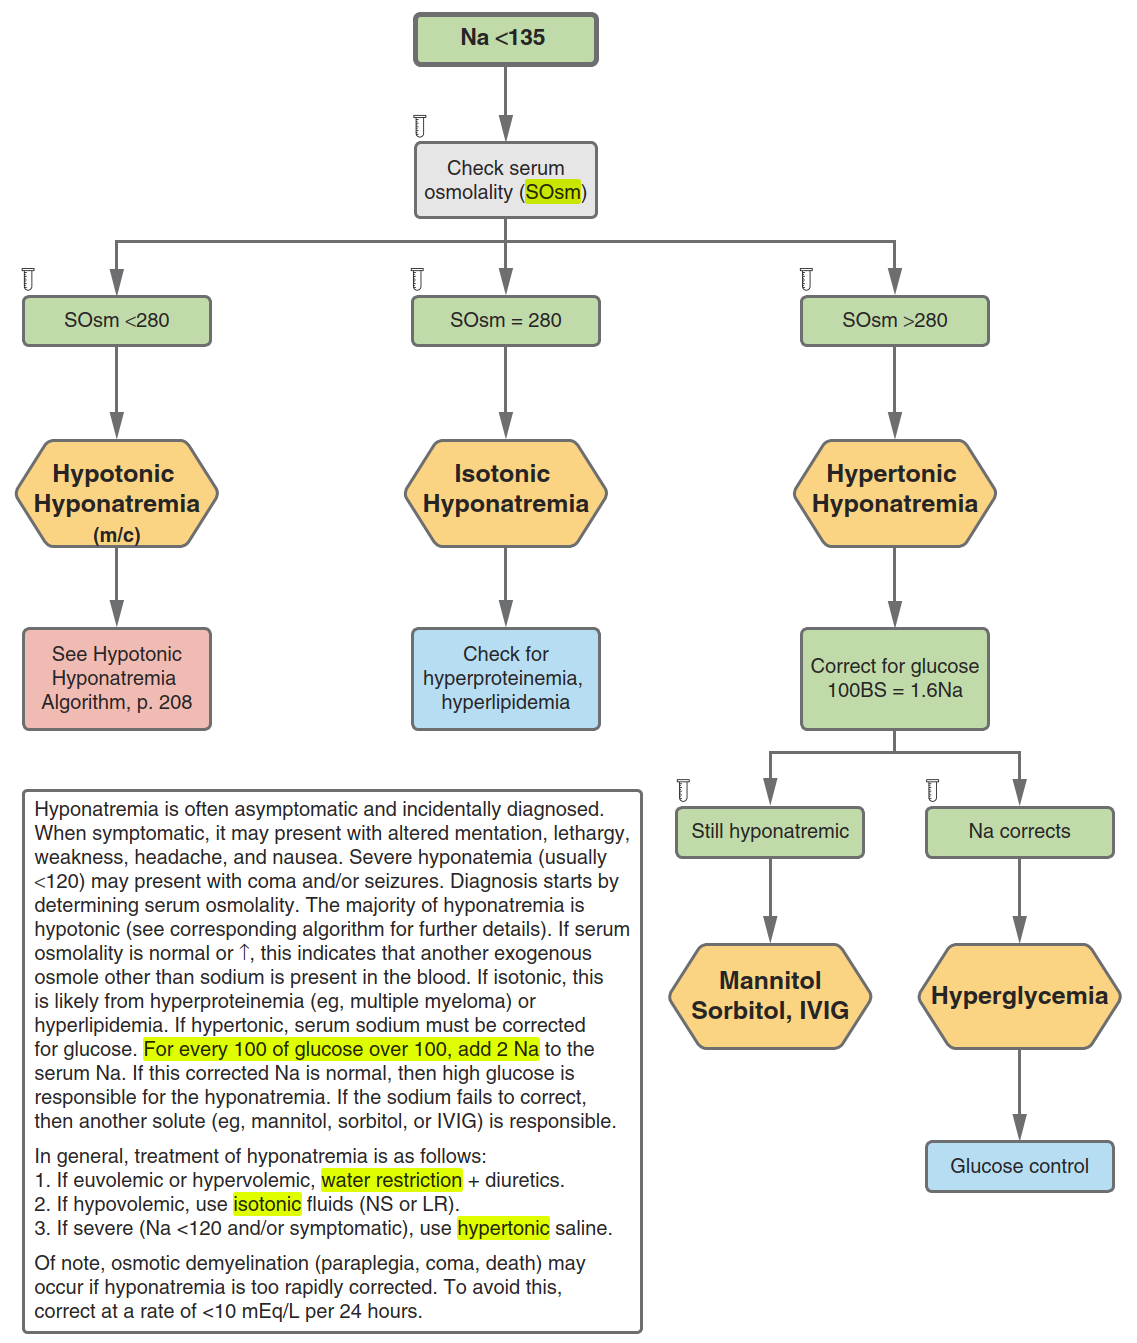 Na <135
Check serum
osmolality (SOsm)
SOsm <280
SOsm = 280
SOsm >280
Hypotonic
Hyponatremia
(m/c)
Isotonic
Hyponatremia
Hypertonic
Hyponatremia
See Hypotonic
Hyponatremia
Algorithm, p. 208
Check for
hyperproteinemia,
hyperlipidemia
Correct for glucose
100BS = 1.6Na
Still hyponatremic
Na corrects
Mannitol
Sorbitol, IVIG
Hyperglycemia
Glucose control
Hyponatremia is often asymptomatic and incidentally diagnosed.
When symptomatic, it may present with altered mentation, lethargy,
weakness, headache, and nausea. Severe hyponatemia (usually
<120) may present with coma and/or seizures. Diagnosis starts by
determining serum osmolality. The majority of hyponatremia is
hypotonic (see corresponding algorithm for further details). If serum
osmolality is normal or ↑, this indicates that another exogenous
osmole other than sodium is present in the blood. If isotonic, this
is likely from hyperproteinemia (eg, multiple myeloma) or
hyperlipidemia. If hypertonic, serum sodium must be corrected
for glucose. For every 100 of glucose over 100, add 2 Na to the
serum Na. If this corrected Na is normal, then high glucose is
responsible for the hyponatremia. If the sodium fails to correct,
then another solute (eg, mannitol, sorbitol, or IVIG) is responsible.
In general, treatment of hyponatremia is as follows:
1. If euvolemic or hypervolemic, water restriction + diuretics.
2. If hypovolemic, use isotonic fluids (NS or LR).
3. If severe (Na <120 and/or symptomatic), use hypertonic saline.
Of note, osmotic demyelination (paraplegia, coma, death) may
occur if hyponatremia is too rapidly corrected. To avoid this,
correct at a rate of <10 mEq/L per 24 hours.